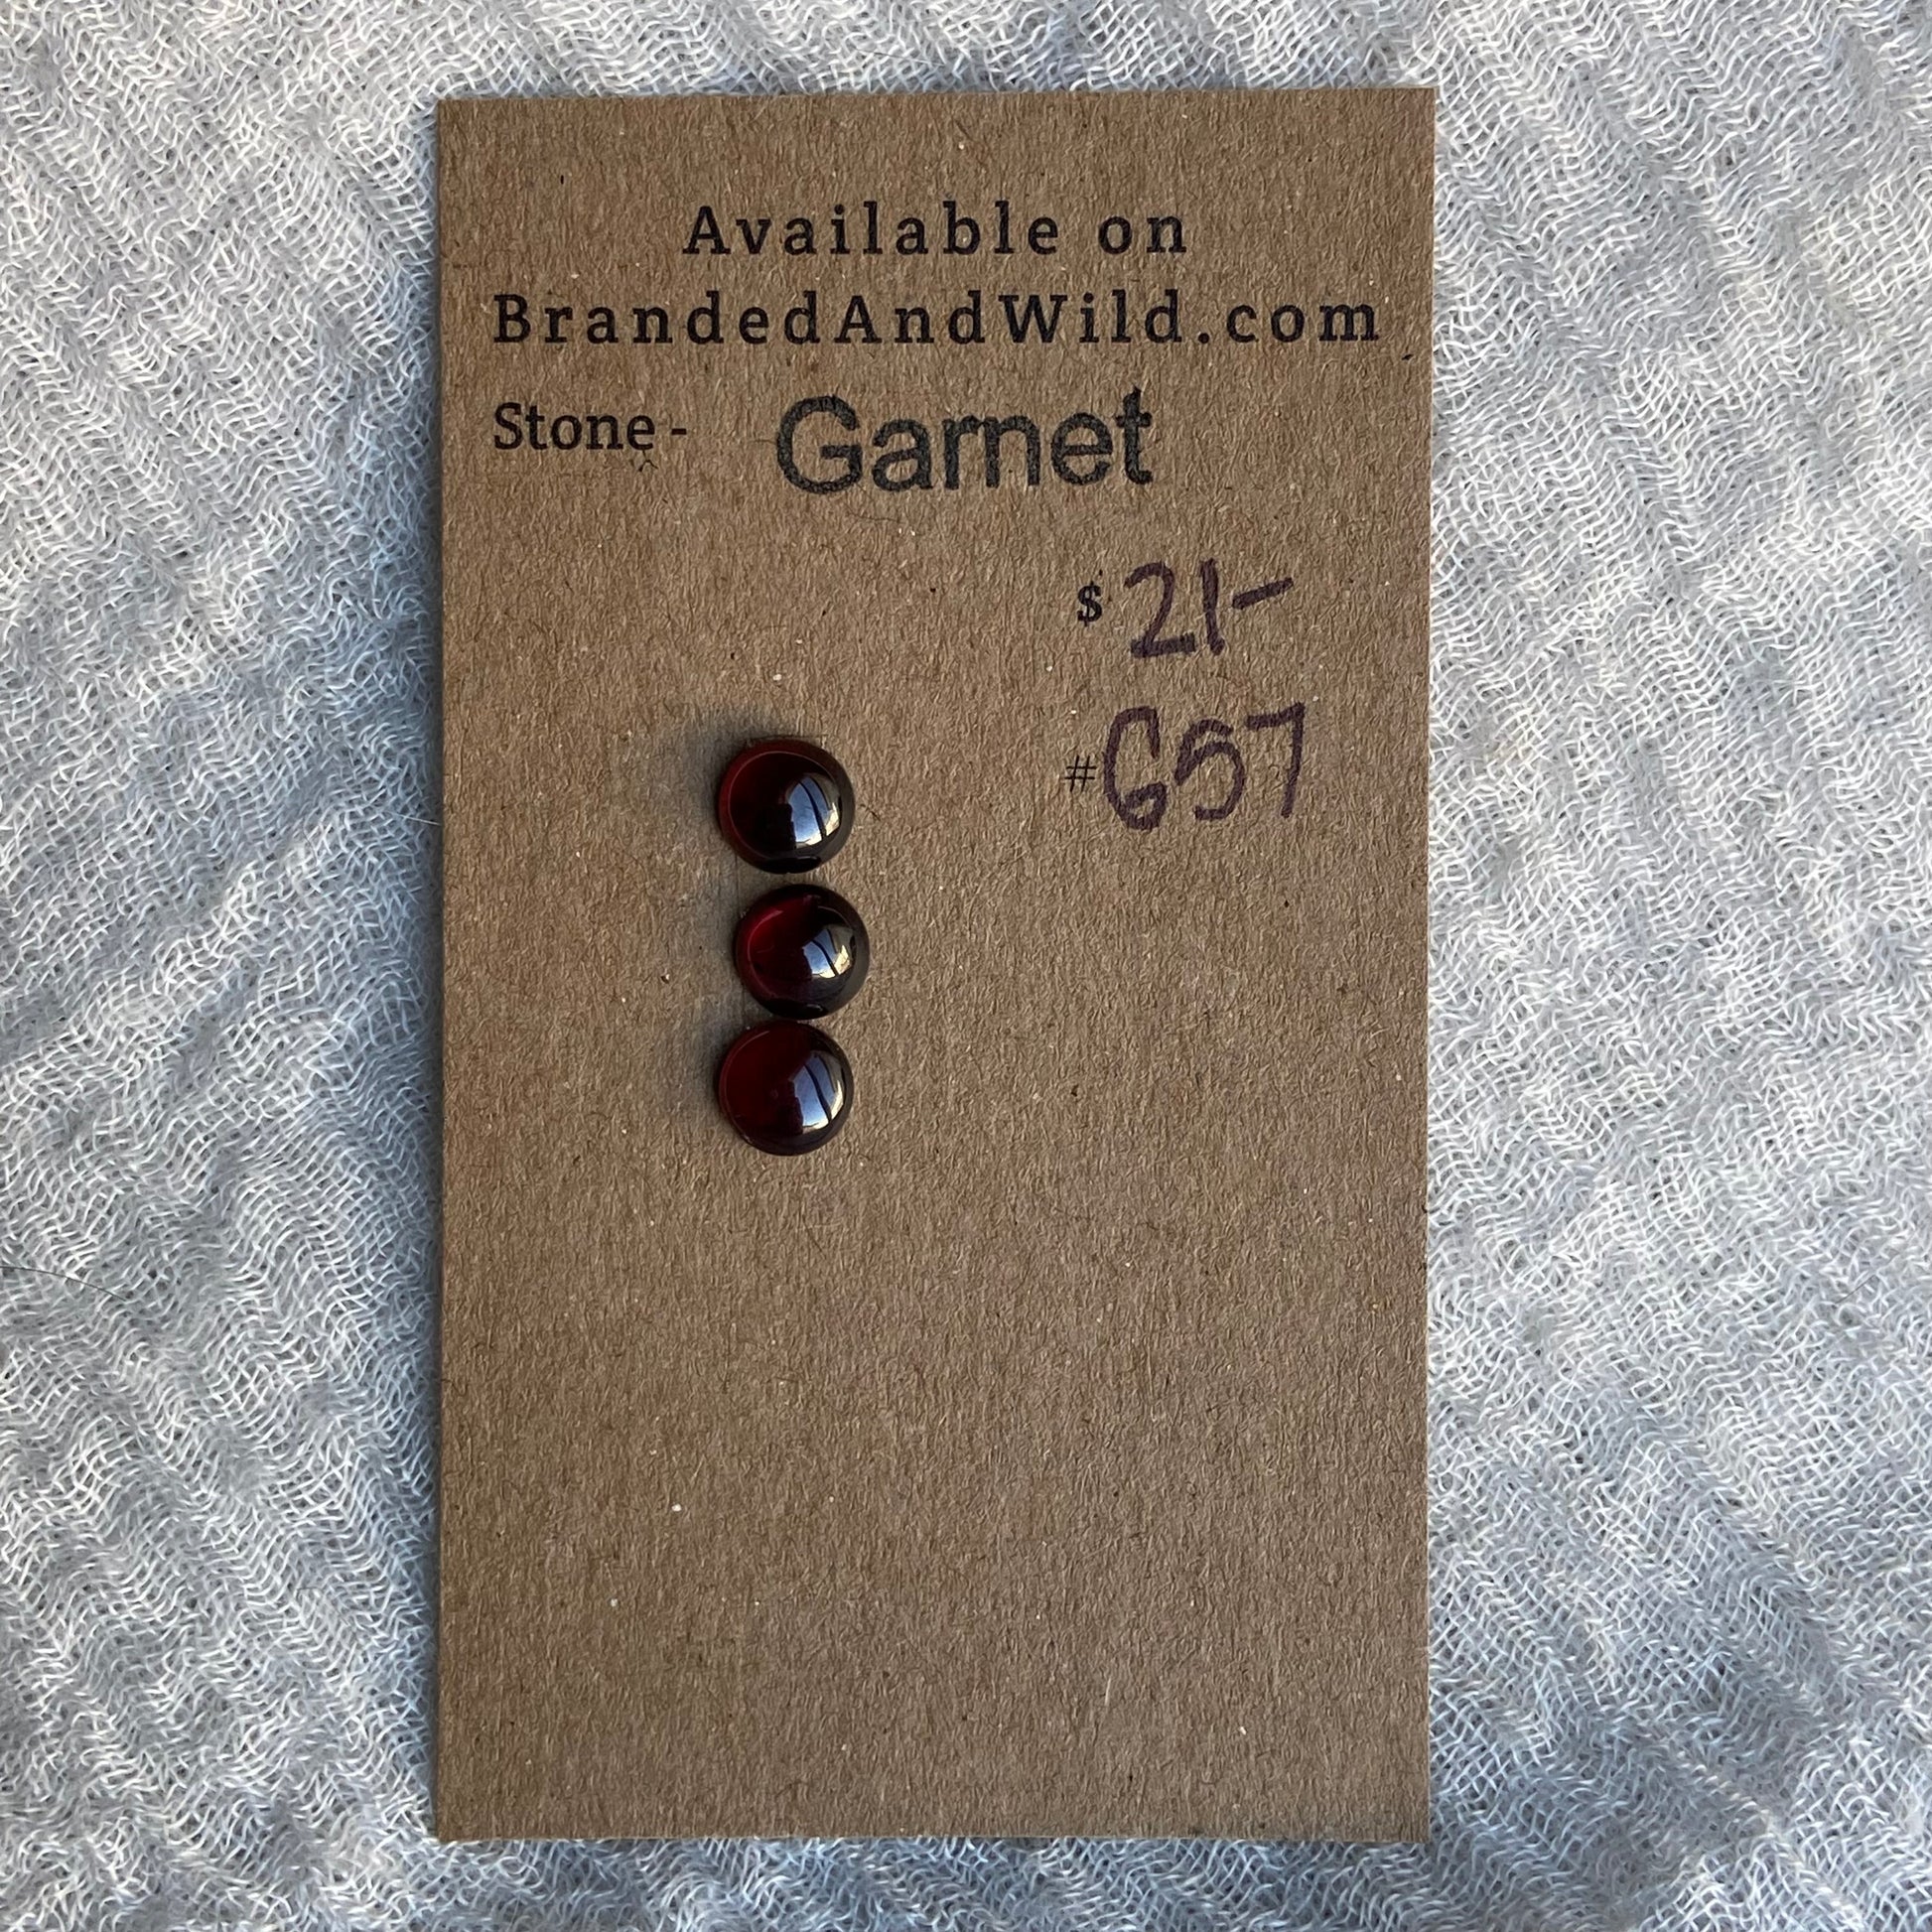 Available on
BrandedAndWild.com
Stone - Garnet
$ 21-
# G57